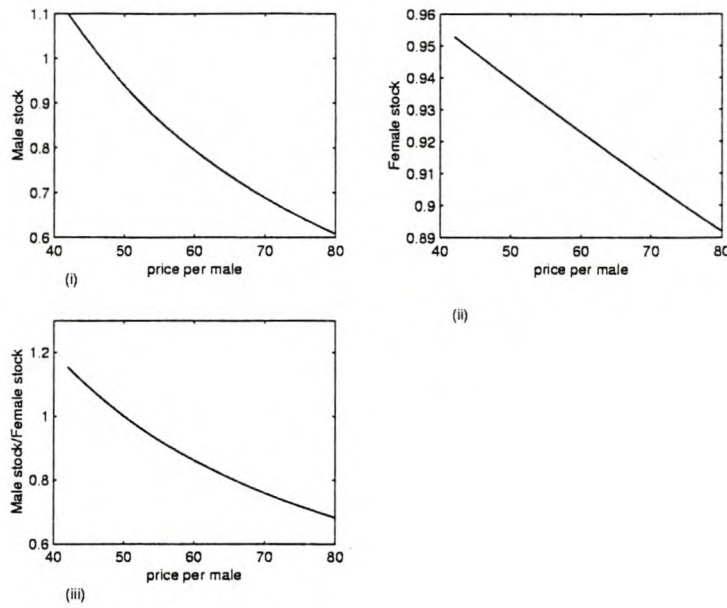 1.1
1
0.9
0.8
0.7
0.6
Male stock
40 50 60 70 80
price per male
(i)
0.96
0.95
0.94
0.93
0.92
0.91
0.9
0.89
Female stock
40 50 60 70 80
price per male
(ii)
1.2
1
0.8
0.6
Male stock/Female stock
40 50 60 70 80
price per male
(iii)